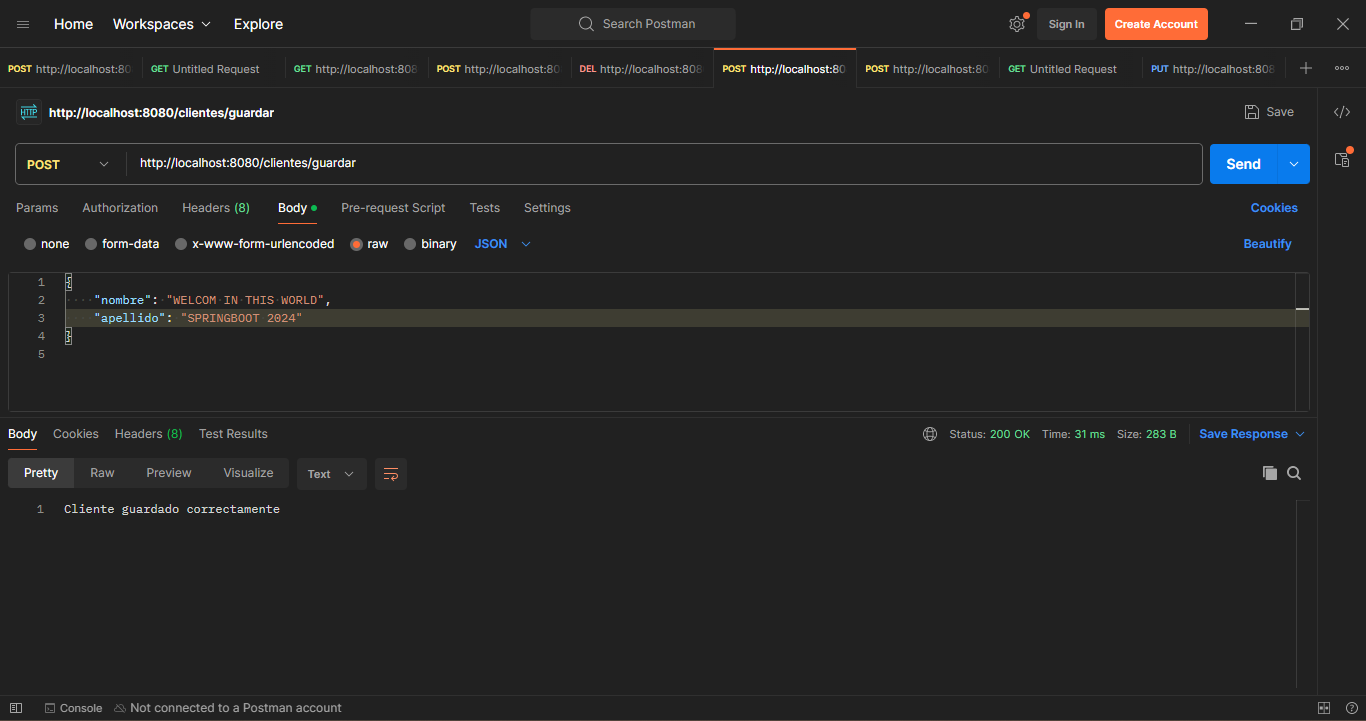 Home Workspaces Explore Search Postman Sign In Create Account
POST http://localhost:80 GET Untitled Request GET http://localhost:808 POST http://localhost:80 DEL http://localhost:808 POST http://localhost:80 POST http://localhost:80 GET Untitled Request PUT http://localhost:808
HTTP http://localhost:8080/clientes/guardar Save
POST http://localhost:8080/clientes/guardar Send
Params Authorization Headers (8) Body Pre-request Script Tests Settings Cookies
none form-data x-www-form-urlencoded raw binary JSON Beautify
1 {
2 "nombre": "WELCOM IN THIS WORLD",
3 "apellido": "SPRINGBOOT 2024"
4 }
5
Body Cookies Headers (8) Test Results Status: 200 OK Time: 31 ms Size: 283 B Save Response
Pretty Raw Preview Visualize Text
1 Cliente guardado correctamente
Console Not connected to a Postman account